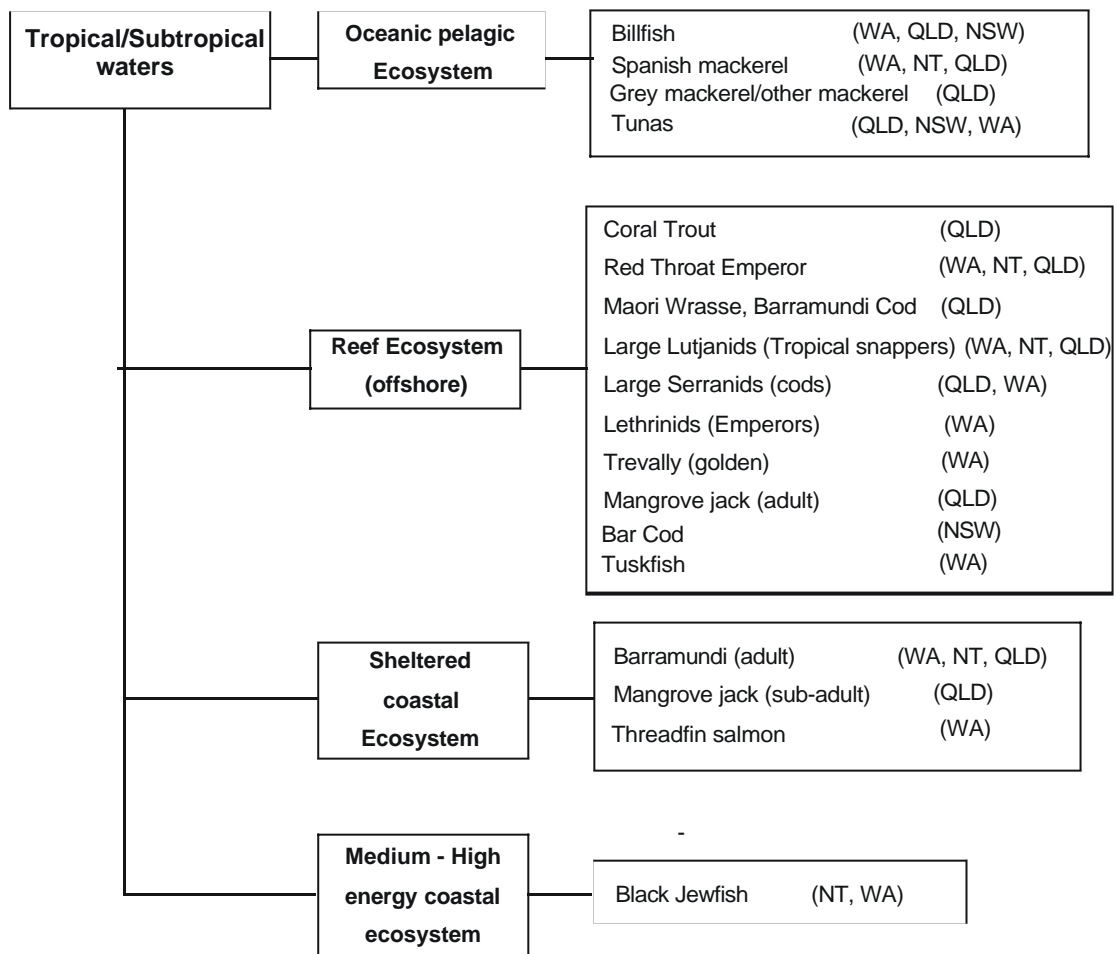 Tropical/Subtropical
waters
Oceanic pelagic
Ecosystem
Billfish (WA, QLD, NSW)
Spanish mackerel (WA, NT, QLD)
Grey mackerel/other mackerel (QLD)
Tunas (QLD, NSW, WA)
Reef Ecosystem
(offshore)
Coral Trout (QLD)
Red Throat Emperor (WA, NT, QLD)
Maori Wrasse, Barramundi Cod (QLD)
Large Lutjanids (Tropical snappers) (WA, NT, QLD)
Large Serranids (cods) (QLD, WA)
Lethrinids (Emperors) (WA)
Trevally (golden) (WA)
Mangrove jack (adult) (QLD)
Bar Cod (NSW)
Tuskfish (WA)
Sheltered
coastal
Ecosystem
Barramundi (adult) (WA, NT, QLD)
Mangrove jack (sub-adult) (QLD)
Threadfin salmon (WA)
-
Medium - High
energy coastal
ecosystem
Black Jewfish (NT, WA)